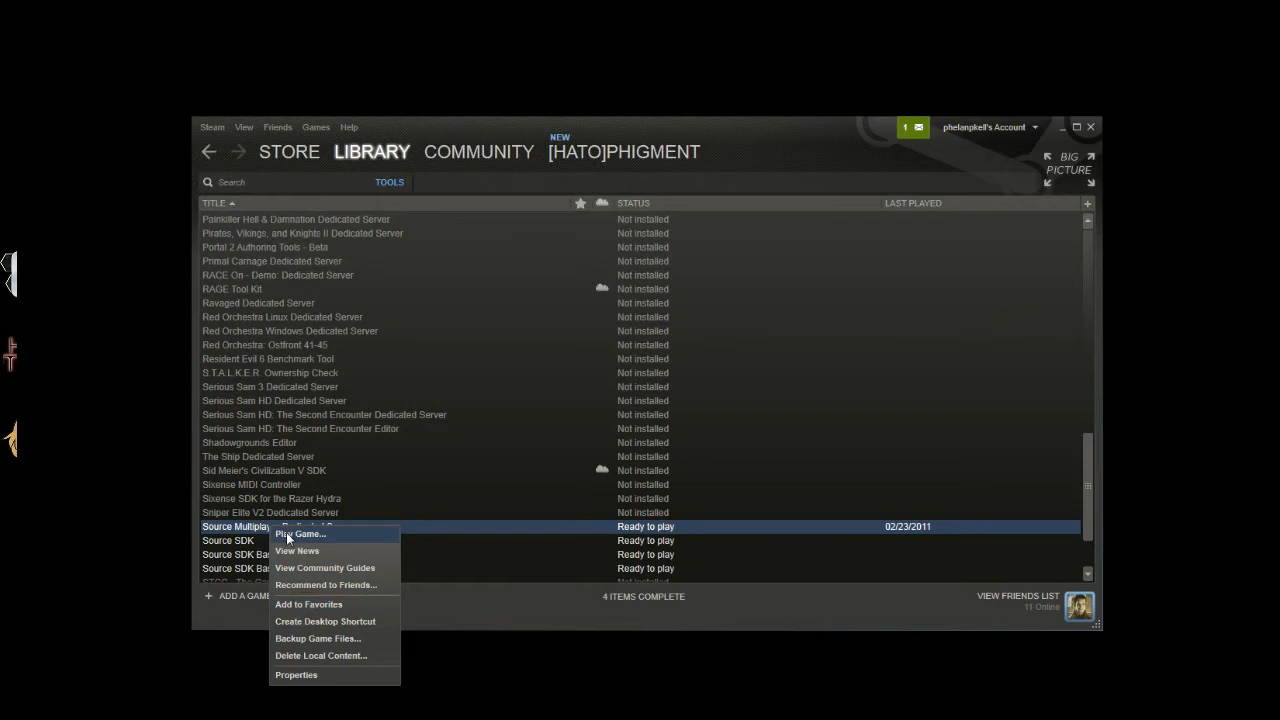 Steam View Friends Games Help
1 phelanpkell's Account
NEW
STORE LIBRARY COMMUNITY [HATO]PHIGMENT
BIG PICTURE
Search TOOLS
TITLE STATUS LAST PLAYED
Painkiller Hell & Damnation Dedicated Server Not installed
Pirates, Vikings, and Knights II Dedicated Server Not installed
Portal 2 Authoring Tools - Beta Not installed
Primal Carnage Dedicated Server Not installed
RACE On - Demo: Dedicated Server Not installed
RAGE Tool Kit Not installed
Ravaged Dedicated Server Not installed
Red Orchestra Linux Dedicated Server Not installed
Red Orchestra Windows Dedicated Server Not installed
Red Orchestra: Ostfront 41-45 Not installed
Resident Evil 6 Benchmark Tool Not installed
S.T.A.L.K.E.R. Ownership Check Not installed
Serious Sam 3 Dedicated Server Not installed
Serious Sam HD Dedicated Server Not installed
Serious Sam HD: The Second Encounter Dedicated Server Not installed
Serious Sam HD: The Second Encounter Editor Not installed
Shadowgrounds Editor Not installed
The Ship Dedicated Server Not installed
Sid Meier's Civilization V SDK Not installed
Sixense MIDI Controller Not installed
Sixense SDK for the Razer Hydra Not installed
Sniper Elite V2 Dedicated Server Not installed
Source Multiplay Ready to play 02/23/2011
Source SDK Ready to play
Source SDK Bas Ready to play
Source SDK Bas Ready to play
Play Game...
View News
View Community Guides
Recommend to Friends...
Add to Favorites
Create Desktop Shortcut
Backup Game Files...
Delete Local Content...
Properties
+ ADD A GAME 4 ITEMS COMPLETE VIEW FRIENDS LIST
11 Online